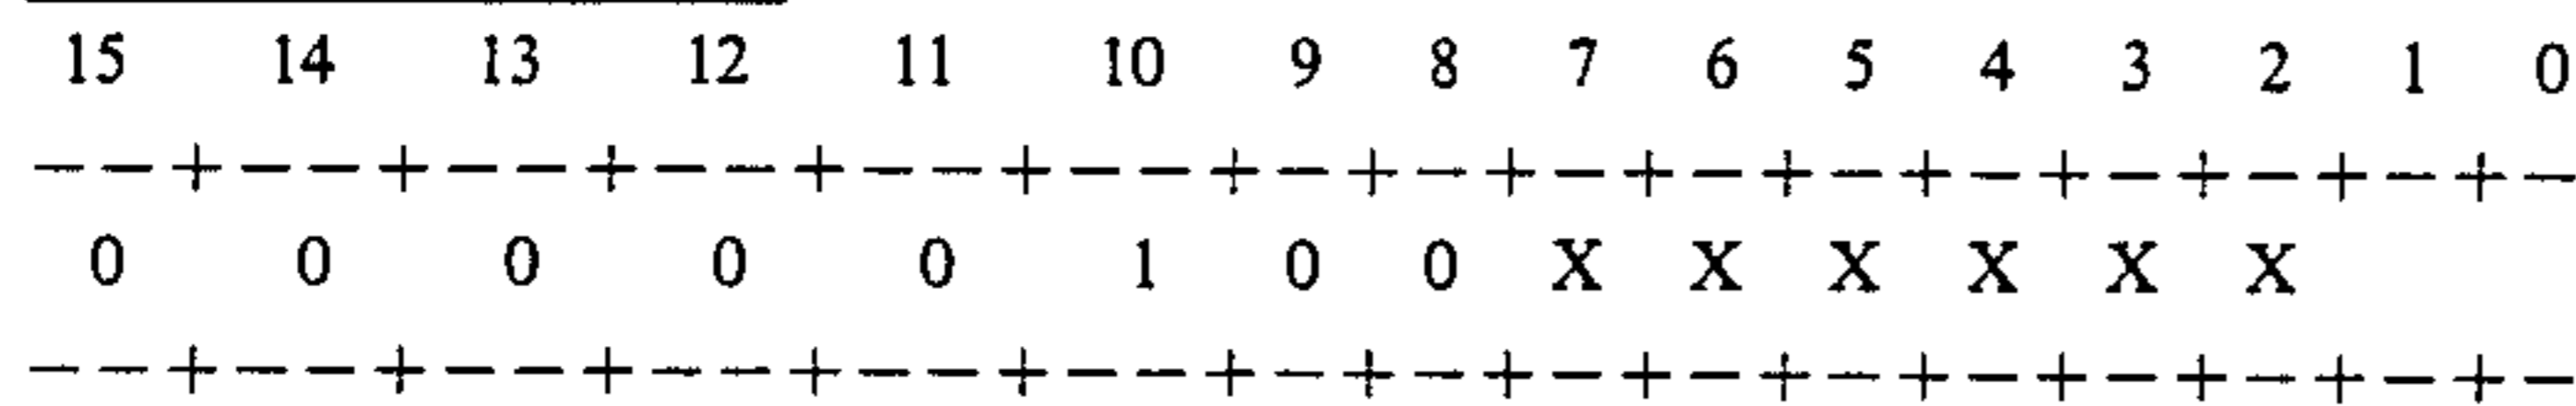 15 14 13 12 11 10 9 8 7 6 5 4 3 2 1 0
--+--+--+--+--+--+-+-+-+-+-+-+-+-+-+-
0 0 0 0 0 1 0 0 X X X X X X
--+--+--+--+--+--+-+-+-+-+-+-+-+-+-+-